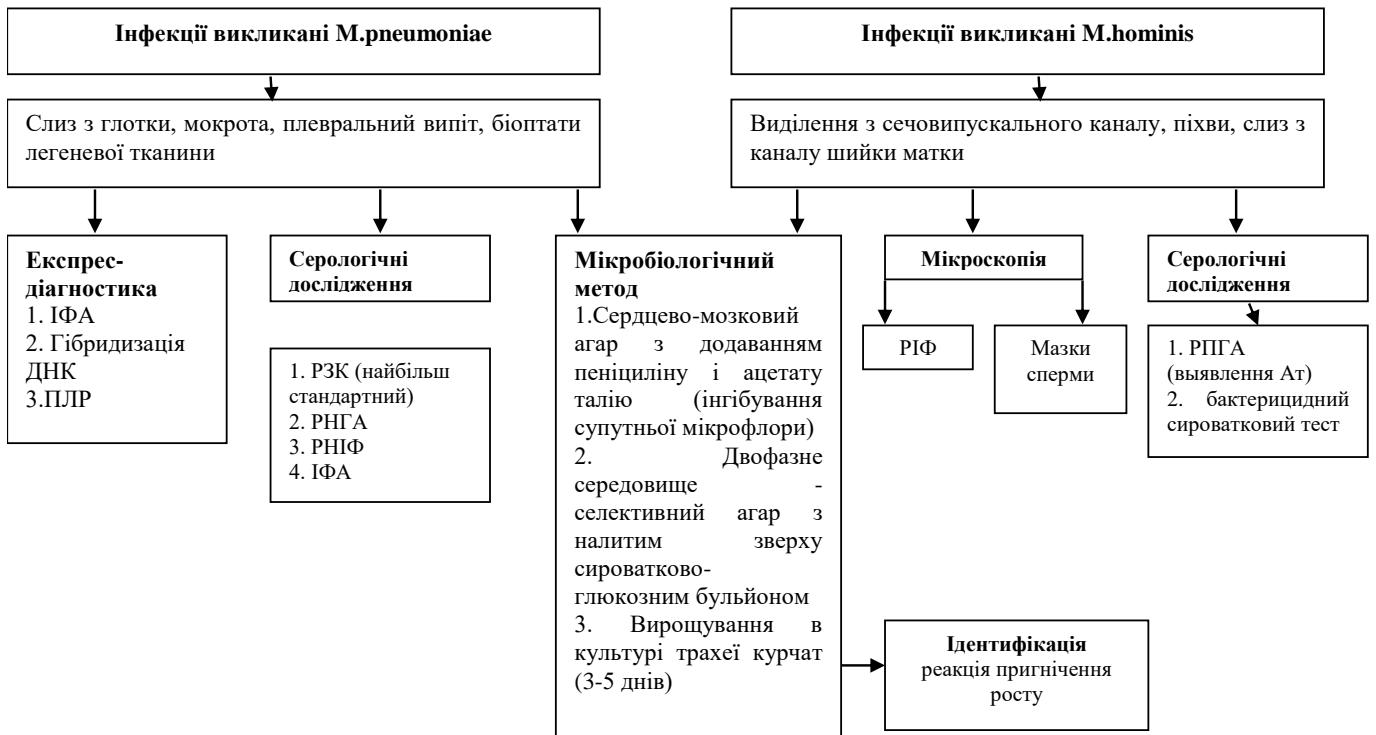 Інфекції викликані M.pneumoniae
Інфекції викликані M.hominis
Слиз з глотки, мокрота, плевральний випіт, біоптати
легеневої тканини
Виділення з сечовипускального каналу, піхви, слиз з
каналу шийки матки
Експрес-
діагностика
1. ІФА
2. Гібридизація
ДНК
3.ПЛР
Серологічні
дослідження
1. РЗК (найбільш
стандартний)
2. РНГА
3. РНІФ
4. ІФА
Мікробіологічний
метод
1.Сердцево-мозковий
агар з додаванням
пеніциліну і ацетату
талію (інгібування
супутньої мікрофлори)
2. Двофазне
середовище -
селективний агар з
налитим зверху
сироватково-
глюкозним бульйоном
3. Вирощування в
культурі трахеї курчат
(3-5 днів)
Мікроскопія
РІФ
Мазки
сперми
Серологічні
дослідження
1. РПГА
(выявлення Ат)
2. бактерицидний
сироватковий тест
Ідентифікація
реакція пригнічення
росту